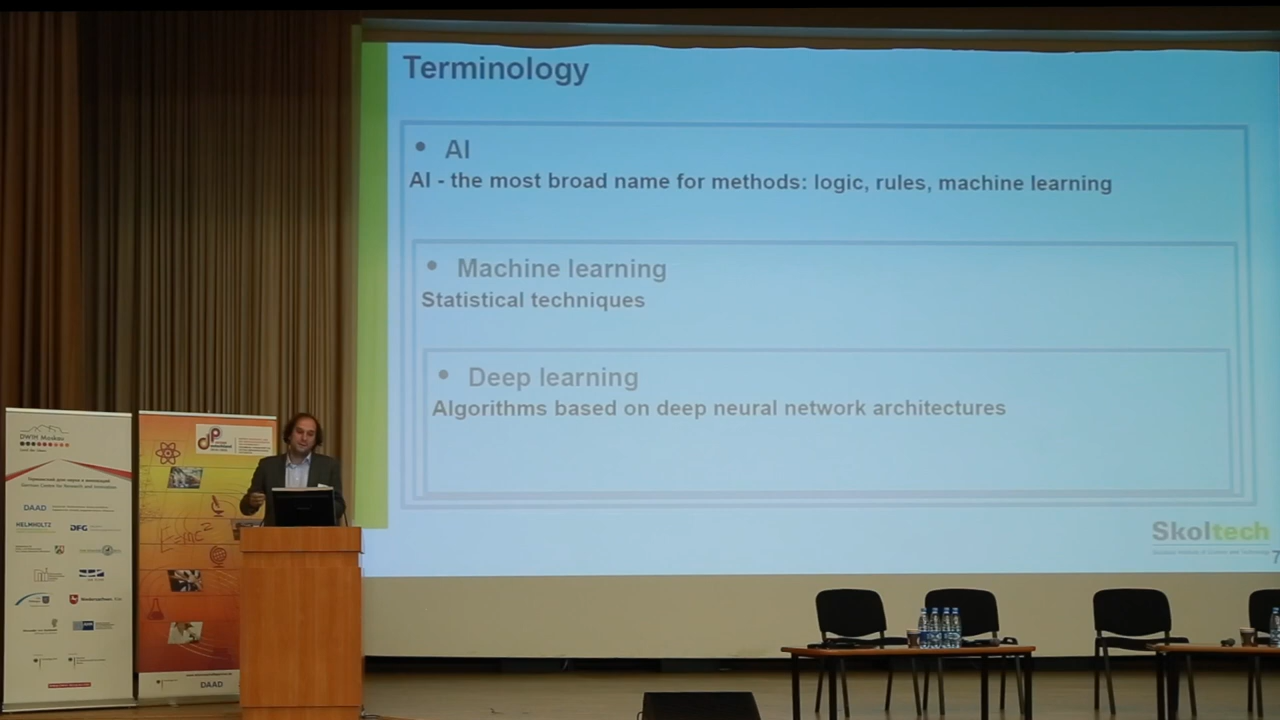 Terminology
• AI
AI - the most broad name for methods: logic, rules, machine learning
• Machine learning
Statistical techniques
• Deep learning
Algorithms based on deep neural network architectures
Skoltech
7
DWIH Moskau
DAAD
HELMHOLTZ
DFG
E=mc²
DAAD